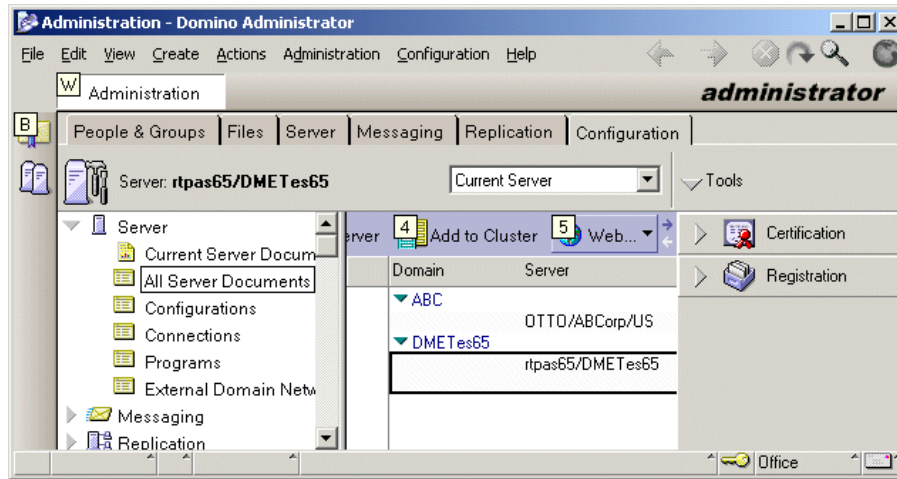 Administration - Domino Administrator
File Edit View Create Actions Administration Configuration Help
W Administration
administrator
B
People & Groups Files Server Messaging Replication Configuration
Server: rtpas65/DMETes65
Current Server
Tools
Server
Current Server Docum
All Server Documents
Configurations
Connections
Programs
External Domain Netw
Messaging
Replication
erver 4 Add to Cluster 5 Web...
Domain Server
ABC
OTTO/ABCorp/US
DMETes65
rtpas65/DMETes65
Certification
Registration
Office